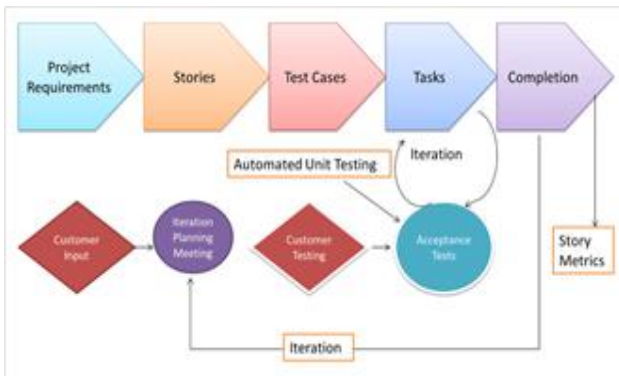 Project
Requirements
Stories
Test Cases
Tasks
Completion
Automated Unit Testing
Iteration
Customer
Input
Iteration
Planning
Meeting
Customer
Testing
Acceptance
Tests
Story
Metrics
Iteration